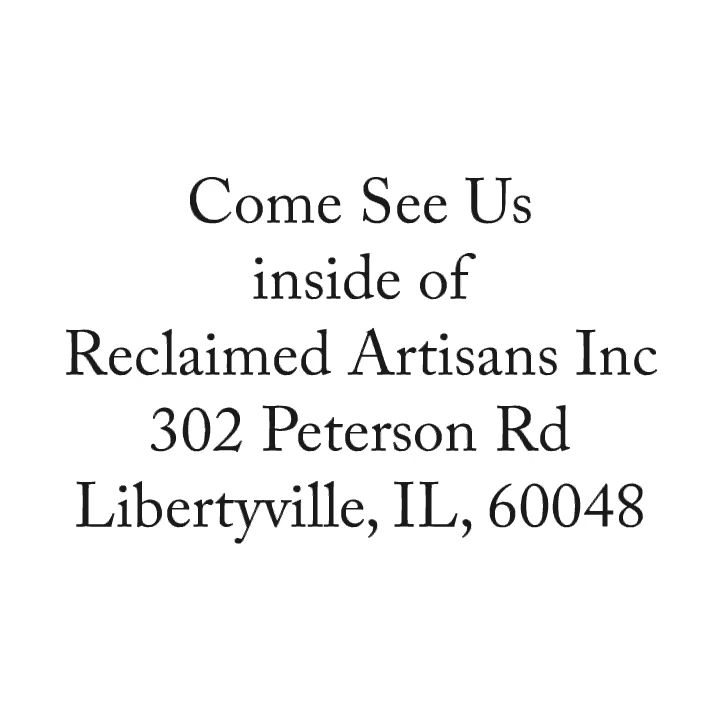 Come See Us
inside of
Reclaimed Artisans Inc
302 Peterson Rd
Libertyville, IL, 60048